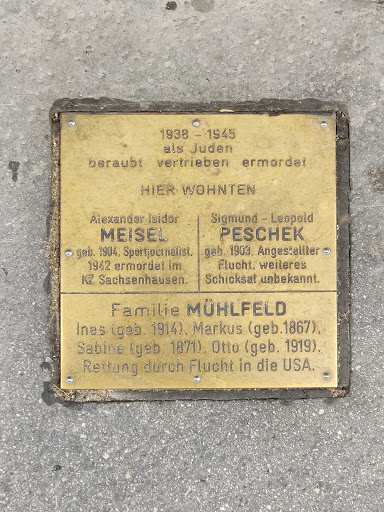 1938 - 1945
als Juden
beraubt vertrieben ermordet
HIER WOHNTEN
Alexander Isidor
MEISEL
geb. 1904, Sportjournalist,
1942 ermordet im
KZ Sachsenhausen.
Sigmund - Leopold
PESCHEK
geb. 1903, Angestellter
Flucht, weiteres
Schicksal unbekannt.
Familie MÜHLFELD
Ines (geb. 1914), Markus (geb.1867),
Sabine (geb. 1871), Otto (geb. 1919),
Rettung durch Flucht in die USA.